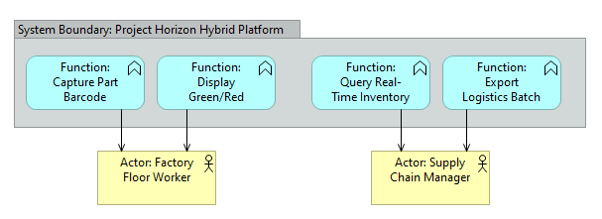 System Boundary: Project Horizon Hybrid Platform
Function:
Capture Part
Barcode
Function:
Display
Green/Red
Function:
Query Real-
Time Inventory
Function:
Export
Logistics Batch
Actor: Factory
Floor Worker
Actor: Supply
Chain Manager